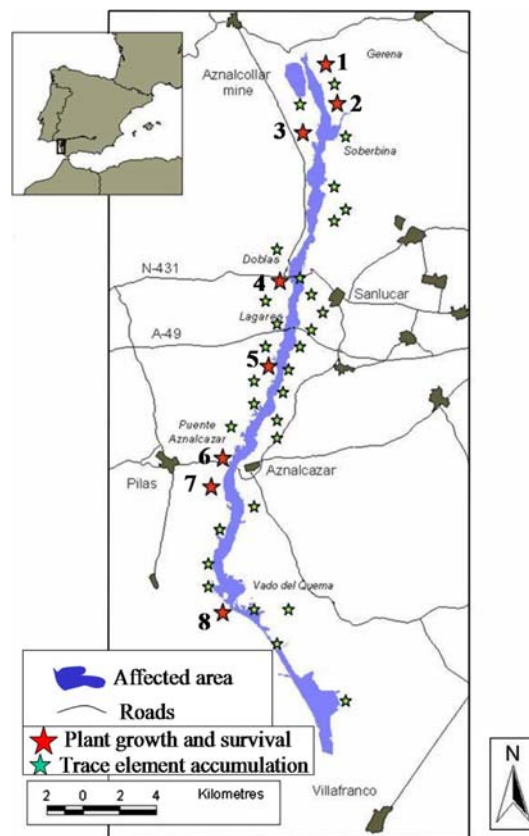 Gerena
Aznalcollar
mine
1
2
3
Soberbina
Doblas
N-431
4
Sanlucar
Lagares
A-49
5
Puente
Aznalcazar
6
Aznalcazar
Pilas
7
Vado del Quema
8
Affected area
Roads
Plant growth and survival
Trace element accumulation
2 0 2 4 Kilometres
Villafranco
N